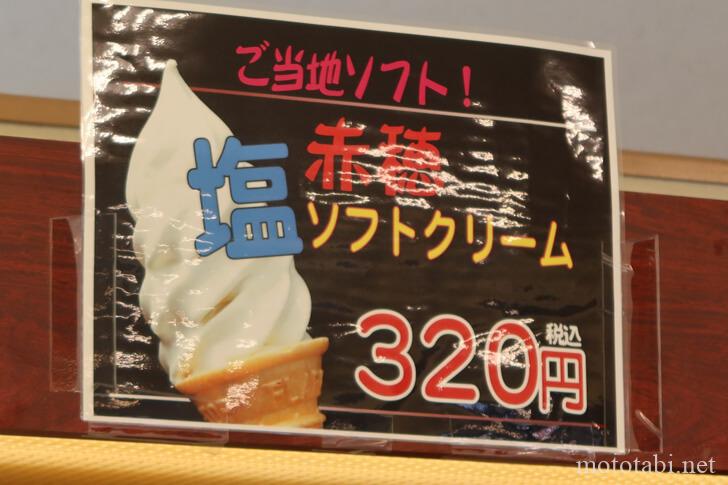 ご当地ソフト！
赤穂
塩
ソフトクリーム
320円
税込
mototabi.net